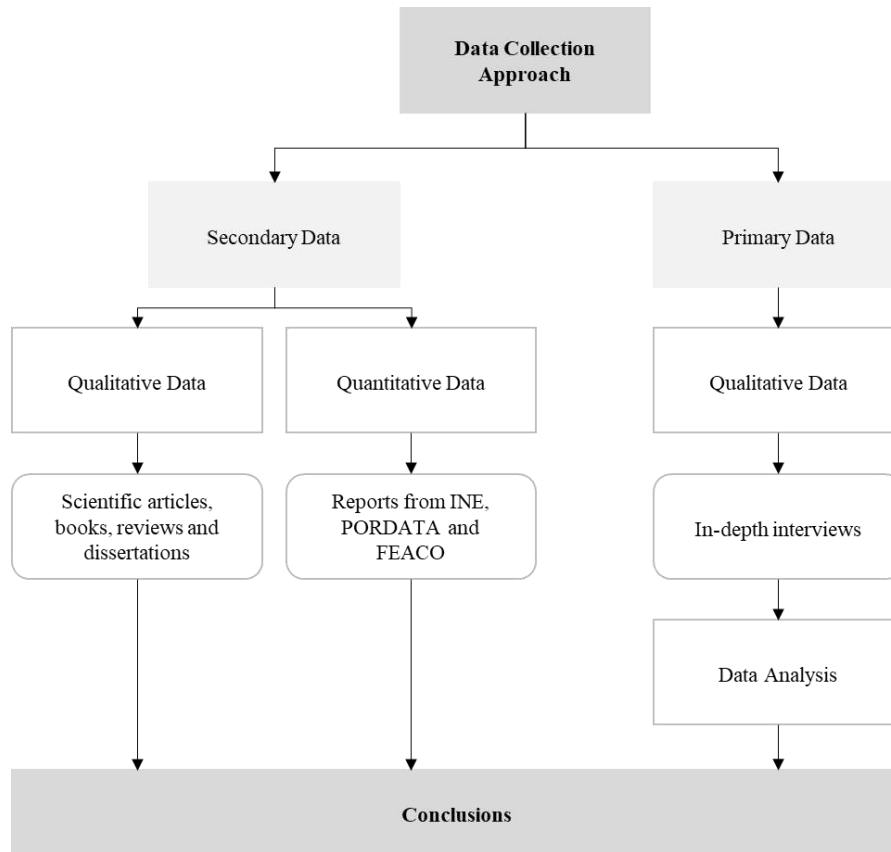 Data Collection
Approach
Secondary Data
Primary Data
Qualitative Data
Quantitative Data
Qualitative Data
Scientific articles,
books, reviews and
dissertations
Reports from INE,
PORDATA and
FEACO
In-depth interviews
Data Analysis
Conclusions